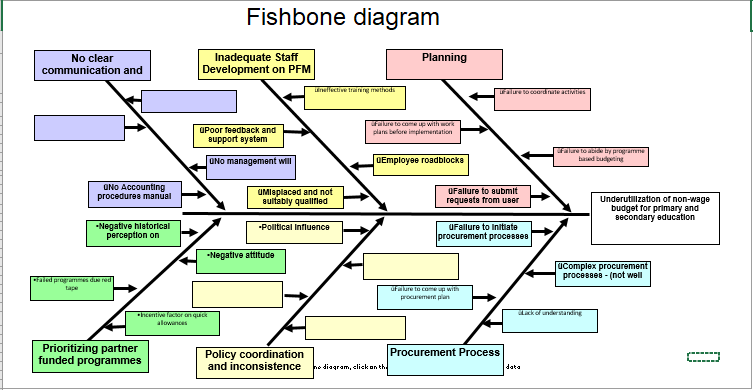 Fishbone diagram
No clear
communication and
Inadequate Staff
Development on PFM
Planning
üIneffective training methods
üFailure to coordinate activities
üPoor feedback and
support system
üFailure to come up with work
plans before implementation
üNo management will
üEmployee roadblocks
üFailure to abide by programme
based budgeting
üNo Accounting
procedures manual
üMisplaced and not
suitably qualified
üFailure to submit
requests from user
Underutilization of non-wage
budget for primary and
secondary education
•Negative historical
perception on
•Political influence
üFailure to initiate
procurement processes
•Negative attitude
üComplex procurement
processes - (not well
•Failed programmes due red
tape
üFailure to come up with
procurement plan
•Incentive factor on quick
allowances
üLack of understanding
Prioritizing partner
funded programmes
Policy coordination
and inconsistence
Procurement Process
diagram, click on the
data